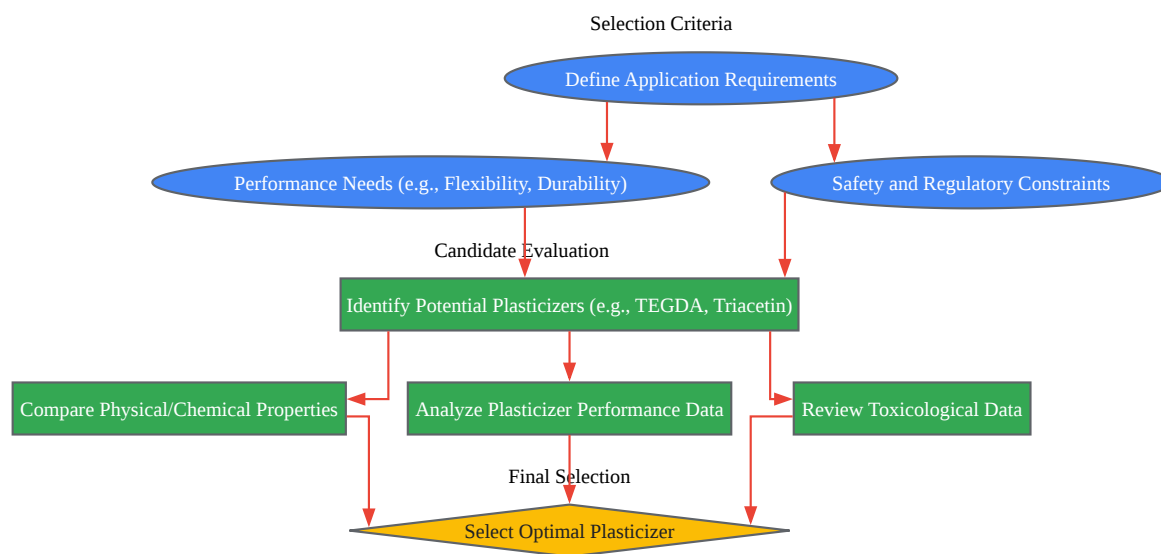 Selection Criteria
Define Application Requirements
Performance Needs (e.g., Flexibility, Durability)
Safety and Regulatory Constraints
Candidate Evaluation
Identify Potential Plasticizers (e.g., TEGDA, Triacetin)
Compare Physical/Chemical Properties
Analyze Plasticizer Performance Data
Review Toxicological Data
Final Selection
Select Optimal Plasticizer